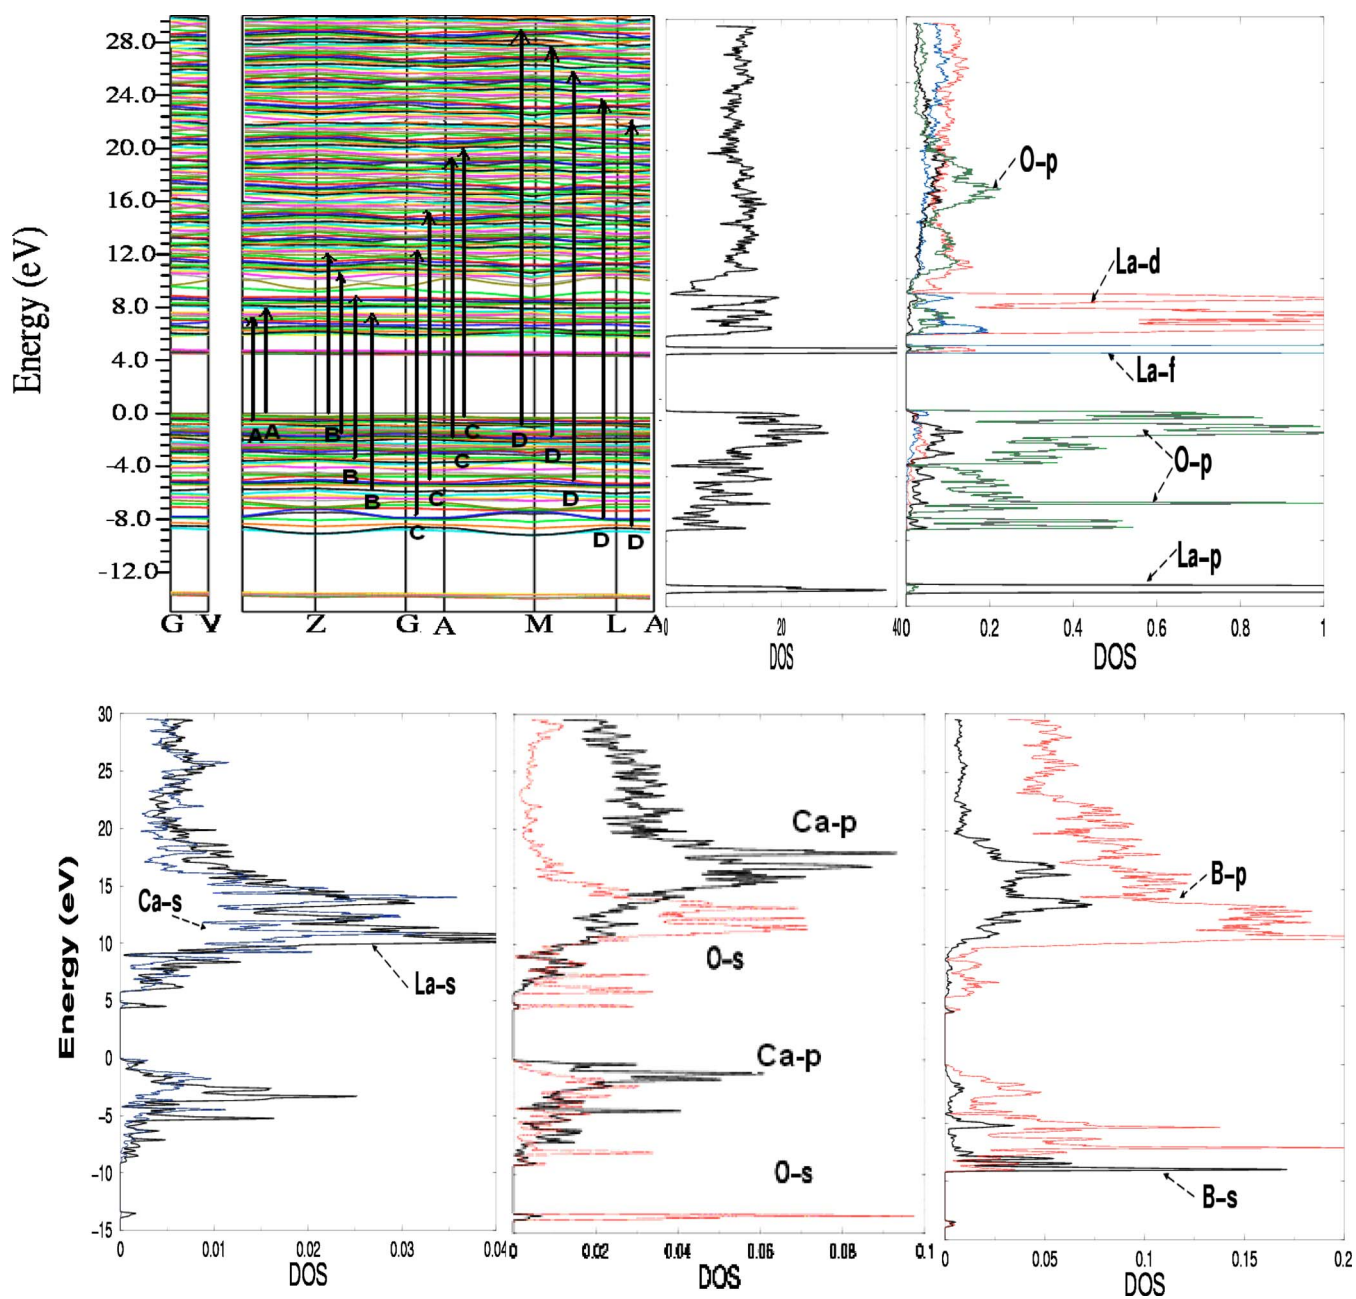 Energy (eV)
28.0
24.0
20.0
16.0
12.0
8.0
4.0
0.0
-4.0
-8.0
-12.0
A A B B B B C C C C D D D D D
G V Z G A M L A
0 20 40
DOS
O-p
La-d
La-f
O-p
La-p
0 0.2 0.4 0.6 0.8 1
DOS
Energy (eV)
30
25
20
15
10
5
0
-5
-10
-15
Ca-s
La-s
0 0.01 0.02 0.03 0.04
DOS
Ca-p
O-s
Ca-p
O-s
0 0.02 0.04 0.06 0.08 0.1
DOS
B-p
B-s
0 0.05 0.1 0.15 0.2
DOS